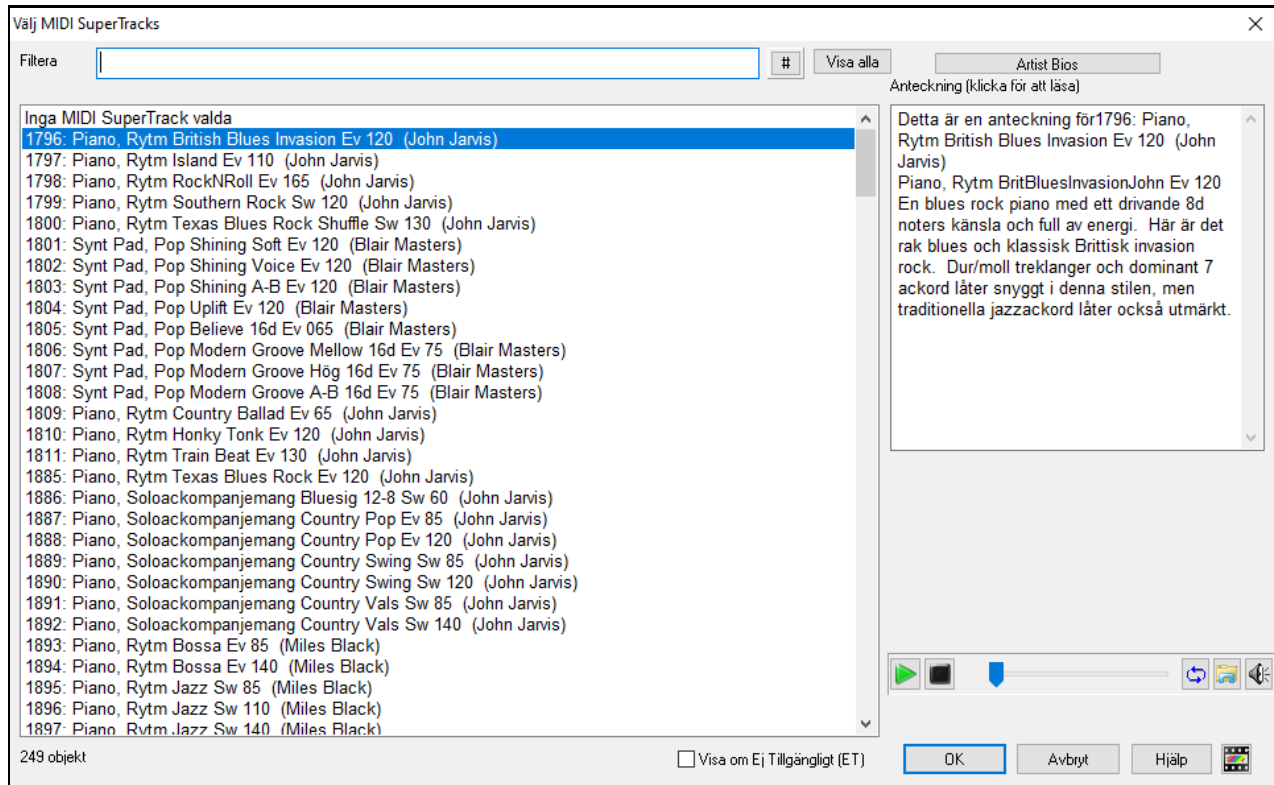 Välj MIDI SuperTracks
Filtera
#
Visa alla
Artist Bios
Anteckning (klicka för att läsa)
Inga MIDI SuperTrack valda
1796: Piano, Rytm British Blues Invasion Ev 120  (John Jarvis)
1797: Piano, Rytm Island Ev 110  (John Jarvis)
1798: Piano, Rytm RockNRoll Ev 165  (John Jarvis)
1799: Piano, Rytm Southern Rock Sw 120  (John Jarvis)
1800: Piano, Rytm Texas Blues Rock Shuffle Sw 130  (John Jarvis)
1801: Synt Pad, Pop Shining Soft Ev 120  (Blair Masters)
1802: Synt Pad, Pop Shining Voice Ev 120  (Blair Masters)
1803: Synt Pad, Pop Shining A-B Ev 120  (Blair Masters)
1804: Synt Pad, Pop Uplift Ev 120  (Blair Masters)
1805: Synt Pad, Pop Believe 16d Ev 065  (Blair Masters)
1806: Synt Pad, Pop Modern Groove Mellow 16d Ev 75  (Blair Masters)
1807: Synt Pad, Pop Modern Groove Hög 16d Ev 75  (Blair Masters)
1808: Synt Pad, Pop Modern Groove A-B 16d Ev 75  (Blair Masters)
1809: Piano, Rytm Country Ballad Ev 65  (John Jarvis)
1810: Piano, Rytm Honky Tonk Ev 120  (John Jarvis)
1811: Piano, Rytm Train Beat Ev 130  (John Jarvis)
1885: Piano, Rytm Texas Blues Rock Ev 120  (John Jarvis)
1886: Piano, Soloackompanjemang Bluesig 12-8 Sw 60  (John Jarvis)
1887: Piano, Soloackompanjemang Country Pop Ev 85  (John Jarvis)
1888: Piano, Soloackompanjemang Country Pop Ev 120  (John Jarvis)
1889: Piano, Soloackompanjemang Country Swing Sw 85  (John Jarvis)
1890: Piano, Soloackompanjemang Country Swing Sw 120  (John Jarvis)
1891: Piano, Soloackompanjemang Country Vals Sw 85  (John Jarvis)
1892: Piano, Soloackompanjemang Country Vals Sw 140  (John Jarvis)
1893: Piano, Rytm Bossa Ev 85  (Miles Black)
1894: Piano, Rytm Bossa Ev 140  (Miles Black)
1895: Piano, Rytm Jazz Sw 85  (Miles Black)
1896: Piano, Rytm Jazz Sw 110  (Miles Black)
1897: Piano, Rytm Jazz Sw 140  (Miles Black)
Detta är en anteckning för1796: Piano,
Rytm British Blues Invasion Ev 120  (John
Jarvis)
Piano, Rytm BritBluesInvasionJohn Ev 120
En blues rock piano med ett drivande 8d
noters känsla och full av energi.  Här är det
rak blues och klassisk Brittisk invasion
rock.  Dur/moll treklanger och dominant 7
ackord låter snyggt i denna stilen, men
traditionella jazzackord låter också utmärkt.
249 objekt
Visa om Ej Tillgängligt (ET)
OK
Avbryt
Hjälp